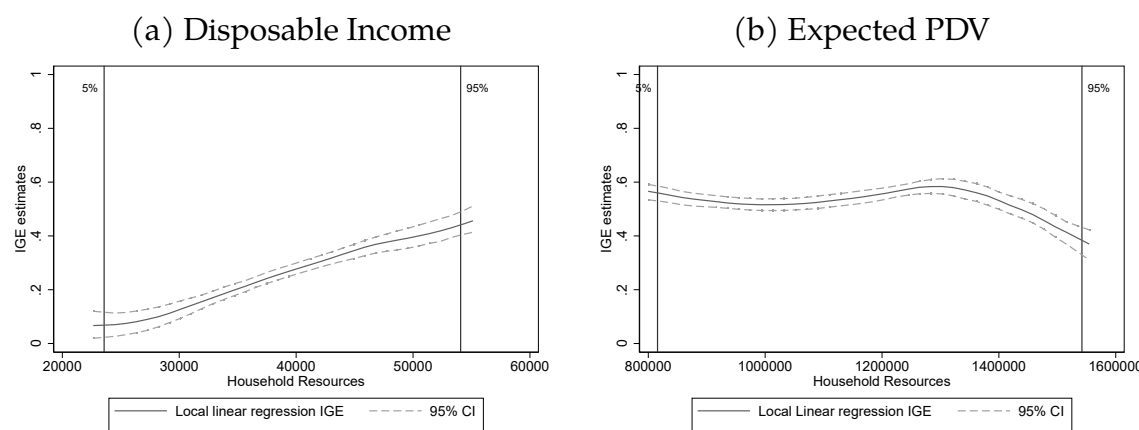 (a) Disposable Income
1
.8
.6
.4
.2
0
IGE estimates
5%
95%
20000 30000 40000 50000 60000
Household Resources
Local linear regression IGE 95% CI
(b) Expected PDV
1
.8
.6
.4
.2
0
IGE estimates
5%
95%
800000 1000000 1200000 1400000 1600000
Household Resources
Local Linear regression IGE 95% CI